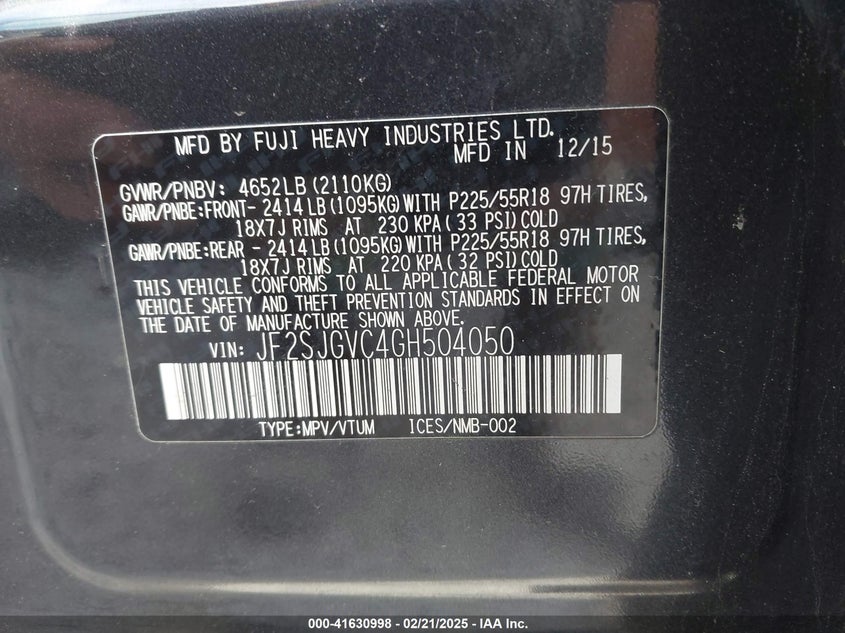 MFD BY FUJI HEAVY INDUSTRIES LTD.
MFD IN 12/15
GVWR/PNBV: 4652LB (2110KG)
GAWR/PNBE:FRONT- 2414LB (1095KG) WITH P225/55R18 97H TIRES,
18X7J RIMS AT 230 KPA (33 PSI) COLD
GAWR/PNBE:REAR - 2414LB (1095KG) WITH P225/55R18 97H TIRES,
18X7J RIMS AT 220 KPA (32 PSI) COLD
THIS VEHICLE CONFORMS TO ALL APPLICABLE FEDERAL MOTOR
VEHICLE SAFETY AND THEFT PREVENTION STANDARDS IN EFFECT ON
THE DATE OF MANUFACTURE SHOWN ABOVE.
VIN: JF2SJGVC4GH504050
TYPE:MPV/VTUM ICES/NMB-002
000-41630998 - 02/21/2025 - IAA Inc.